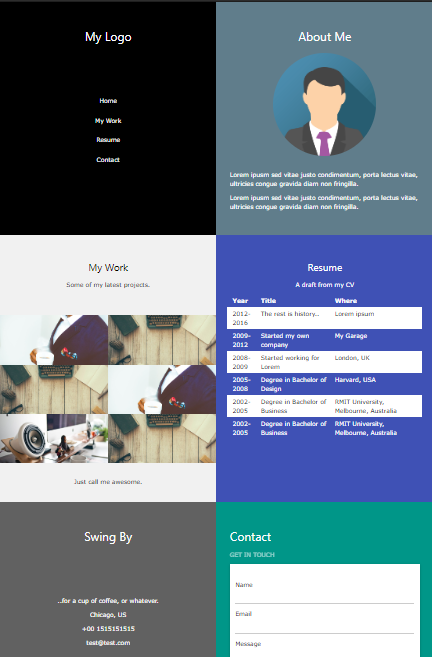 My Logo
Home
My Work
Resume
Contact
About Me
Lorem ipusm sed vitae justo condimentum, porta lectus vitae,
ultricies congue gravida diam non fringilla.
Lorem ipusm sed vitae justo condimentum, porta lectus vitae,
ultricies congue gravida diam non fringilla.
My Work
Some of my latest projects.
Just call me awesome.
Resume
A draft from my CV
Year Title Where
2012- The rest is history.. Lorem ipsum
2016
2009- Started my own My Garage
2012 company
2008- Started working for London, UK
2009 Lorem
2005- Degree in Bachelor of Harvard, USA
2008 Design
2002- Degree in Bachelor of RMIT University,
2005 Business Melbourne, Australia
2002- Degree in Bachelor of RMIT University,
2005 Business Melbourne, Australia
Swing By
..for a cup of coffee, or whatever.
Chicago, US
+00 1515151515
test@test.com
Contact
GET IN TOUCH
Name
Email
Message